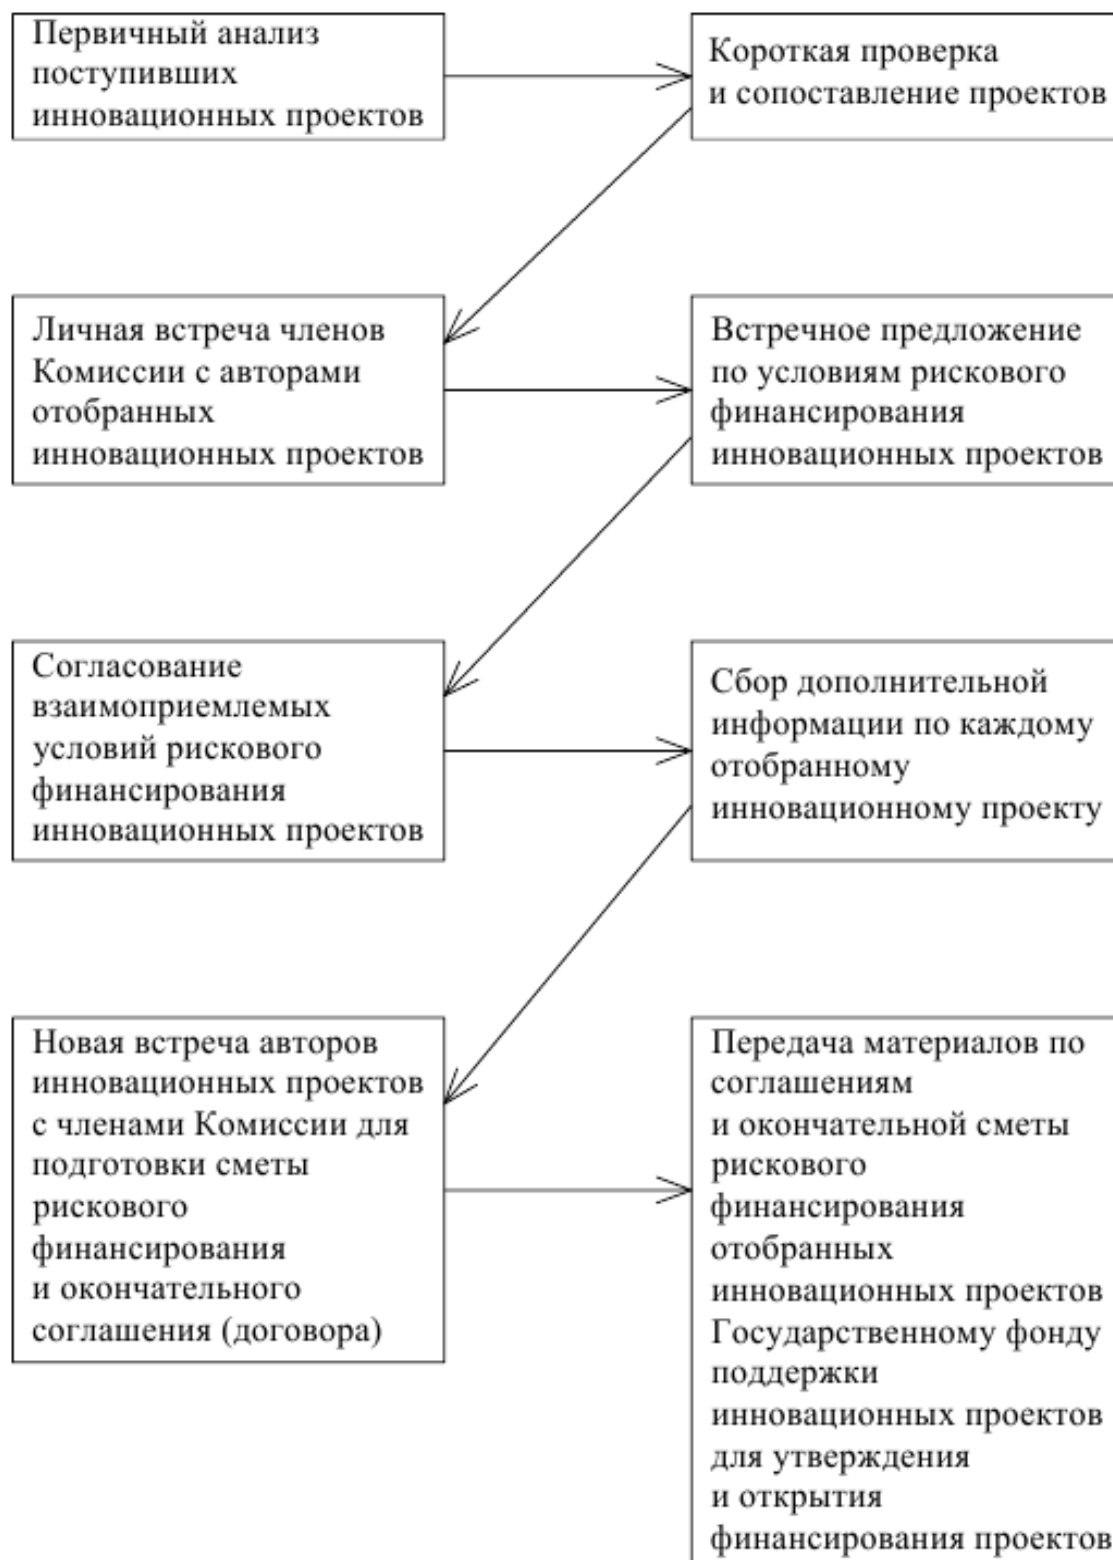 Первичный анализ
поступивших
инновационных проектов
Короткая проверка
и сопоставление проектов
Личная встреча членов
Комиссии с авторами
отобранных
инновационных проектов
Встречное предложение
по условиям рискового
финансирования
инновационных проектов
Согласование
взаимоприемлемых
условий рискового
финансирования
инновационных проектов
Сбор дополнительной
информации по каждому
отобранному
инновационному проекту
Новая встреча авторов
инновационных проектов
с членами Комиссии для
подготовки сметы
рискового
финансирования
и окончательного
соглашения (договора)
Передача материалов по
соглашениям
и окончательной сметы
рискового
финансирования
отобранных
инновационных проектов
Государственному фонду
поддержки
инновационных проектов
для утверждения
и открытия
финансирования проектов